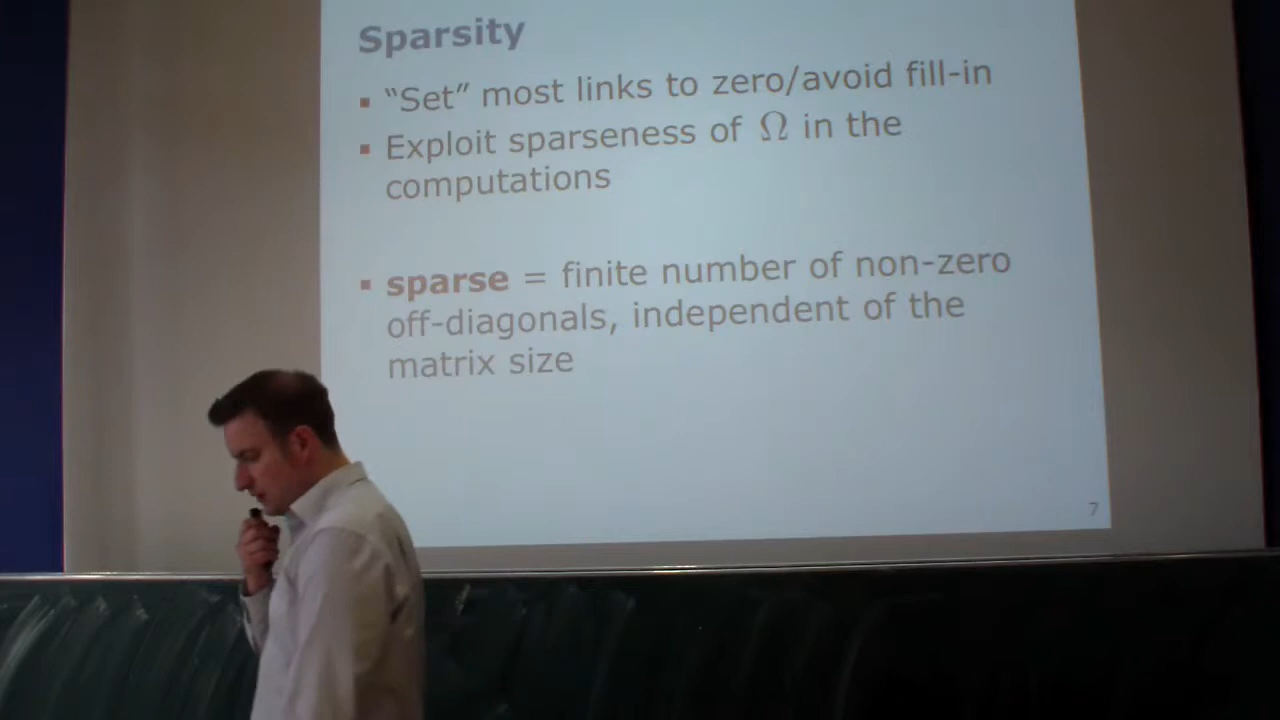 Sparsity
▪ “Set” most links to zero/avoid fill-in
▪ Exploit sparseness of Ω in the
computations
▪ sparse = finite number of non-zero
off-diagonals, independent of the
matrix size
7